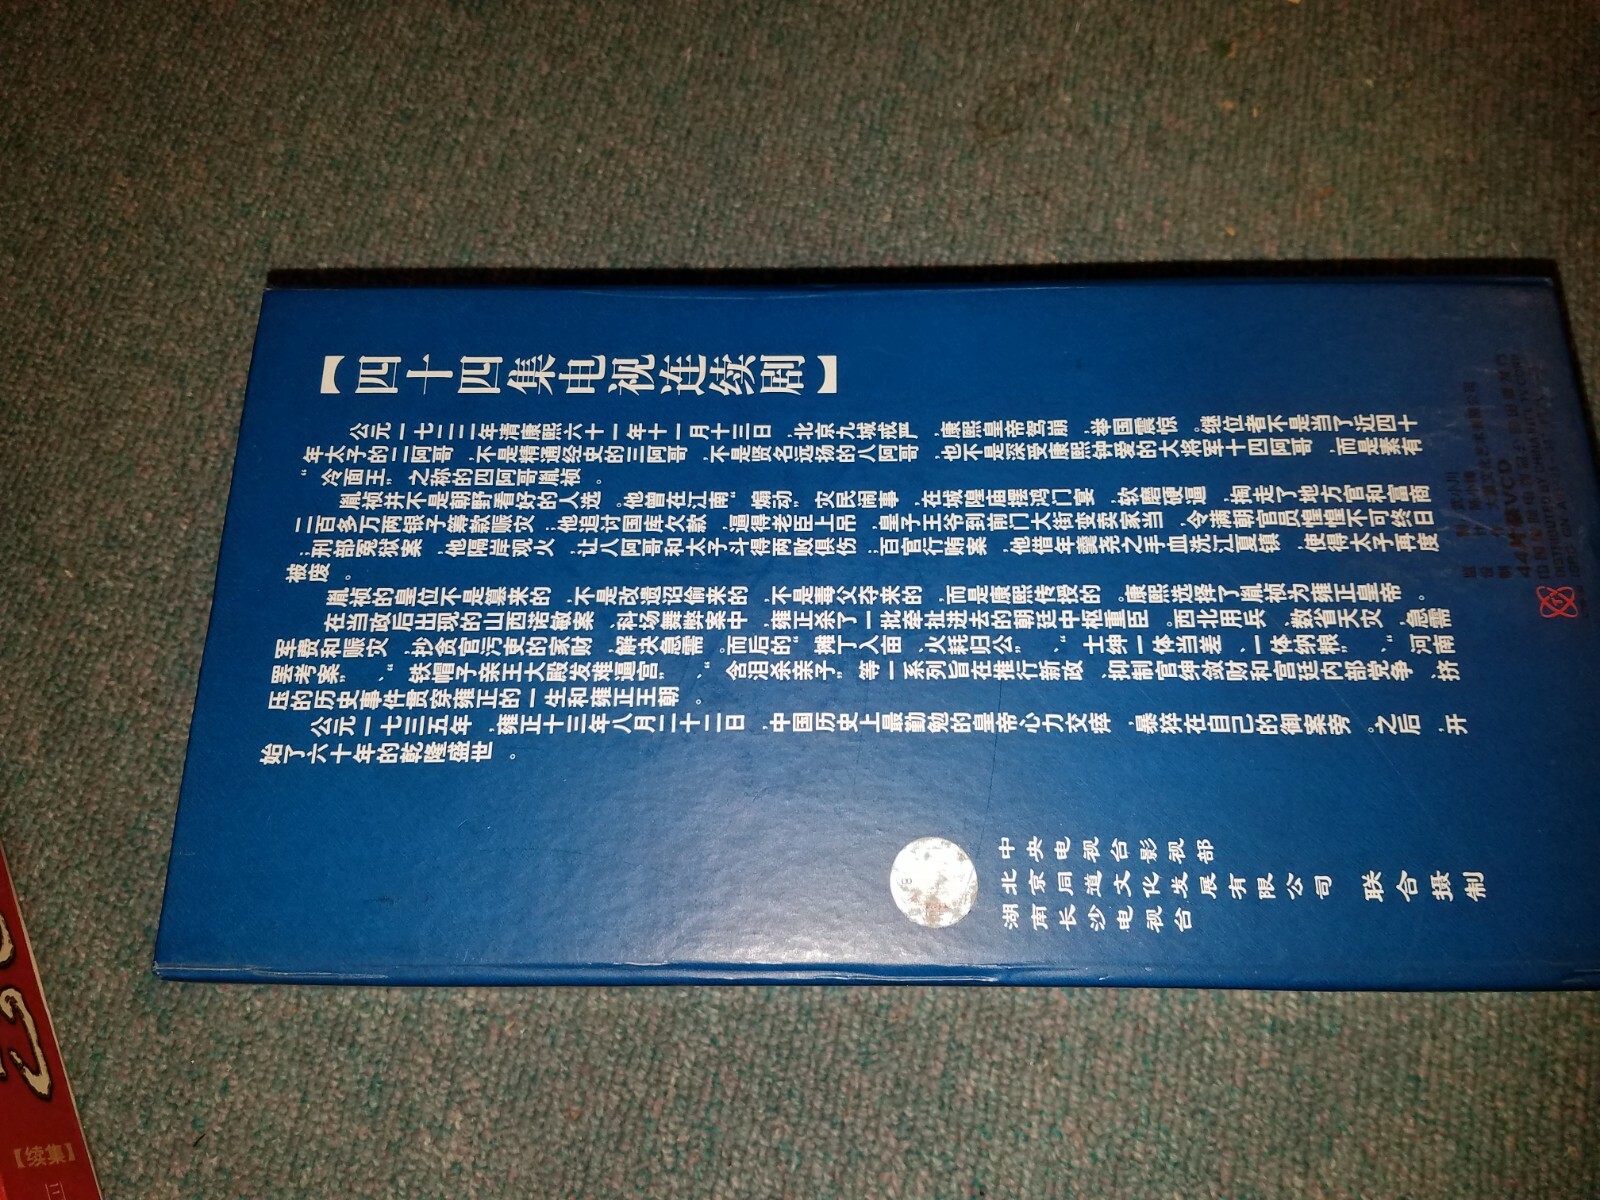 【四十四集电视连续剧】
公元一七二二年清康熙六十一年十一月十三日，北京九城戒严，康熙皇帝驾崩，举国震惊。继位者不是当了近四十
年太子的二阿哥，不是精通经史的三阿哥，不是贤名远扬的八阿哥，也不是深受康熙钟爱的大将军十四阿哥，而是素有
“冷面王”之称的四阿哥胤禛。
胤禛并不是朝野看好的人选。他曾在江南“煽动”灾民闹事，在城隍庙摆鸿门宴，软磨硬逼，掏走了地方官和富商
二百多万两银子筹款赈灾；他追讨国库欠款，逼得老臣上吊，皇子王爷到前门大街变卖家当，令满朝官员惶惶不可终日
；刑部冤狱案，他隔岸观火，让八阿哥和太子斗得两败俱伤；百官行贿案，他借年羹尧之手血洗江夏镇，使得太子再度
被废。
胤禛的皇位不是篡来的，不是改遗诏偷来的，不是毒父夺来的，而是康熙传授的。康熙选择了胤禛为雍正皇帝。
在当政后出现的山西诺敏案、科场舞弊案中，雍正杀了一批牵扯进去的朝廷中枢重臣。西北用兵，数省天灾，急需
军费和赈灾，抄贪官污吏的家财，解决急需。而后的“摊丁入亩、火耗归公”、“士绅一体当差、一体纳粮”、“河南
罢考案”、“铁帽子亲王大殿发难逼宫”、“含泪杀亲子”等一系列旨在推行新政，抑制官绅敛财和宫廷内部党争、挤
压的历史事件贯穿雍正的一生和雍正王朝。
公元一七三五年，雍正十三年八月二十二日，中国历史上最勤勉的皇帝心力交瘁，暴猝在自己的御案旁。之后，开
始了六十年的乾隆盛世。
中央电视台影视部
北京同道文化发展有限公司
湖南长沙电视台
联合摄制
44片装VCD
【续集】